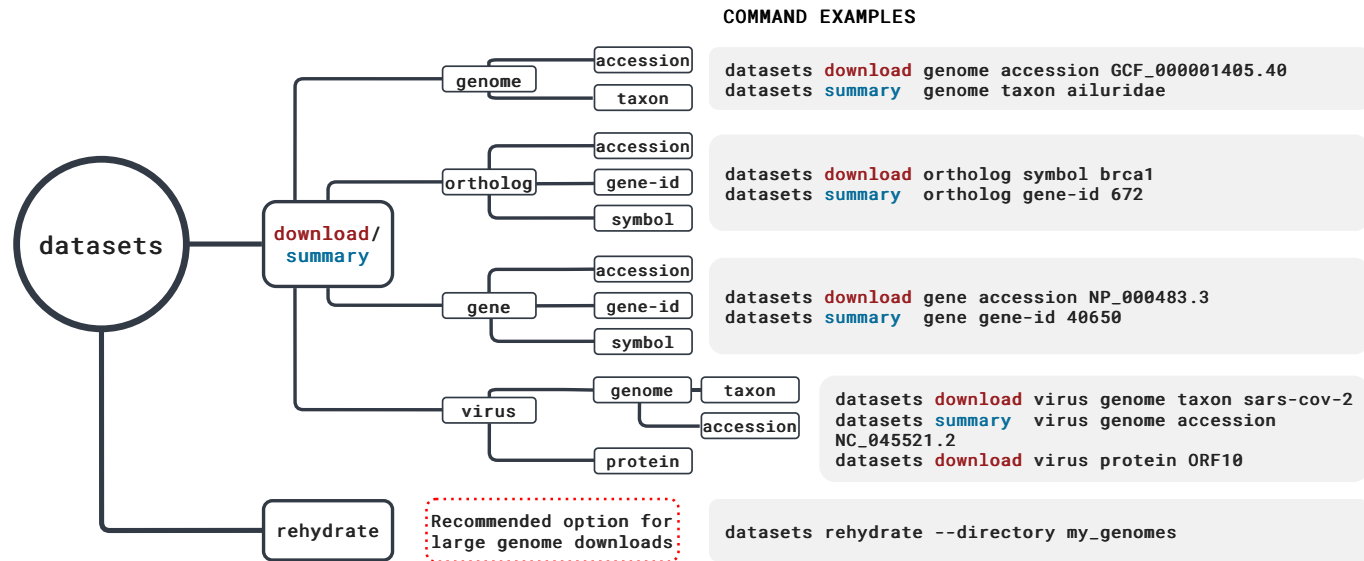 COMMAND EXAMPLES
datasets
download/
summary
genome
accession
taxon
datasets download genome accession GCF_000001405.40
datasets summary genome taxon ailuridae
ortholog
accession
gene-id
symbol
datasets download ortholog symbol brca1
datasets summary ortholog gene-id 672
gene
accession
gene-id
symbol
datasets download gene accession NP_000483.3
datasets summary gene gene-id 40650
virus
genome
taxon
accession
protein
datasets download virus genome taxon sars-cov-2
datasets summary virus genome accession
NC_045521.2
datasets download virus protein ORF10
rehydrate
Recommended option for
large genome downloads
datasets rehydrate --directory my_genomes